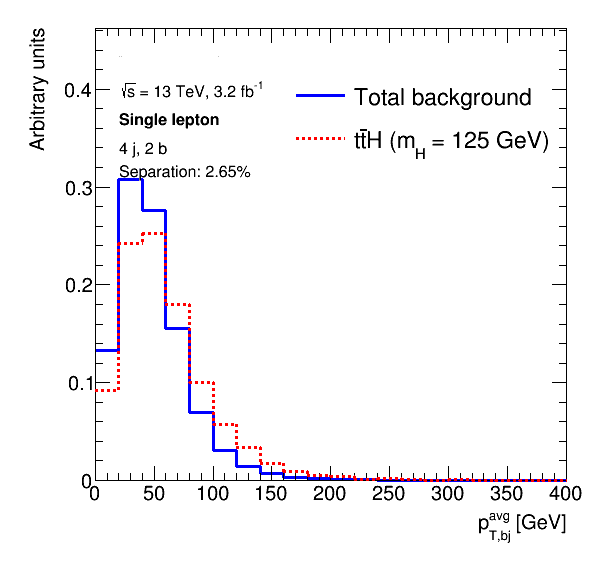 Arbitrary units
0.4
0.3
0.2
0.1
0
√s = 13 TeV, 3.2 fb⁻¹
Single lepton
4 j, 2 b
Separation: 2.65%
Total background
tt̄H (m_H = 125 GeV)
0 50 100 150 200 250 300 350 400
p_{T,bj}^{avg} [GeV]